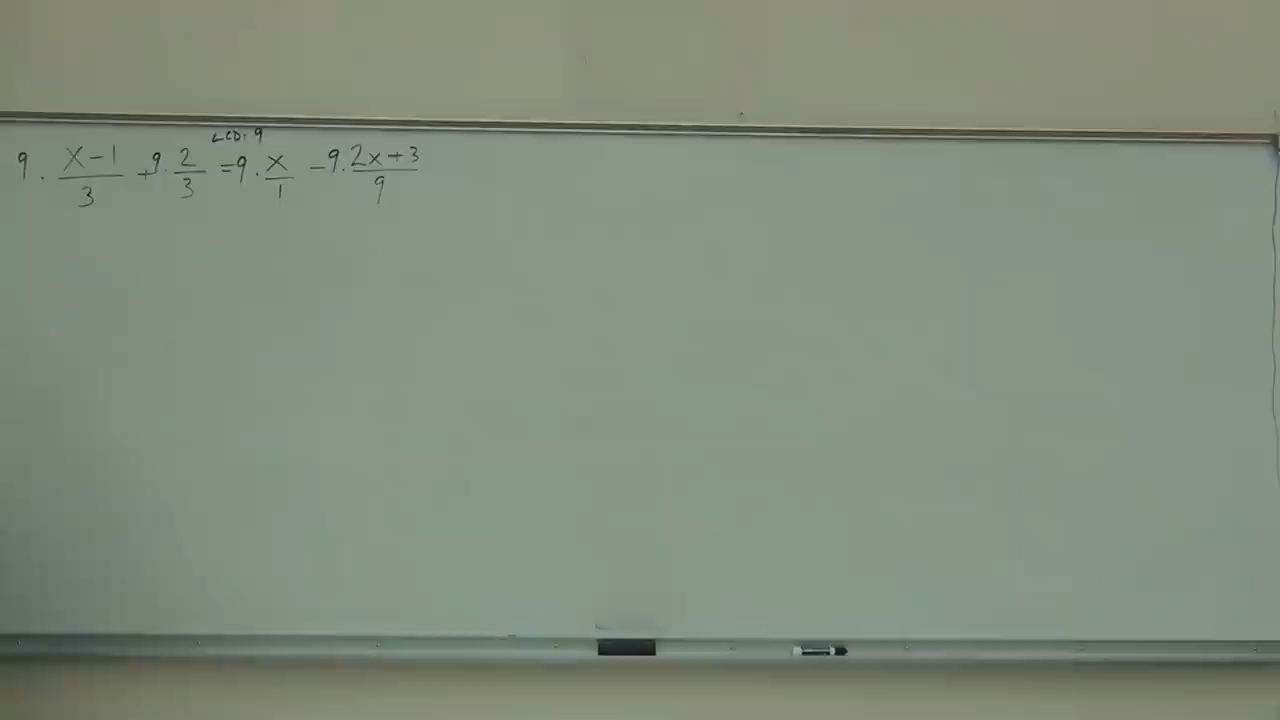 LCD: 9
9 · (x-1)/3 + 9 · 2/3 = 9 · x/1 - 9 · (2x+3)/9